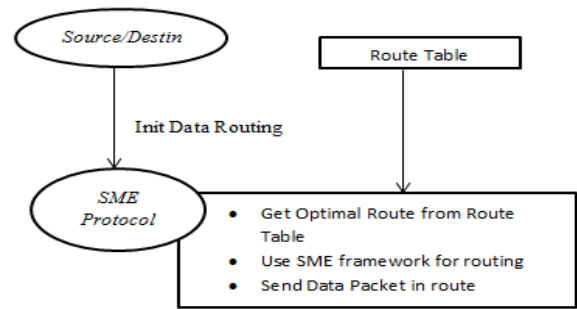 Source/Destin
Route Table
Init Data Routing
SME
Protocol
• Get Optimal Route from Route
Table
• Use SME framework for routing
• Send Data Packet in route